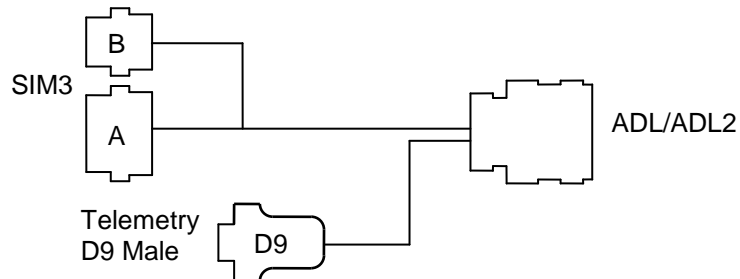 B
SIM3
A
ADL/ADL2
Telemetry
D9 Male
D9